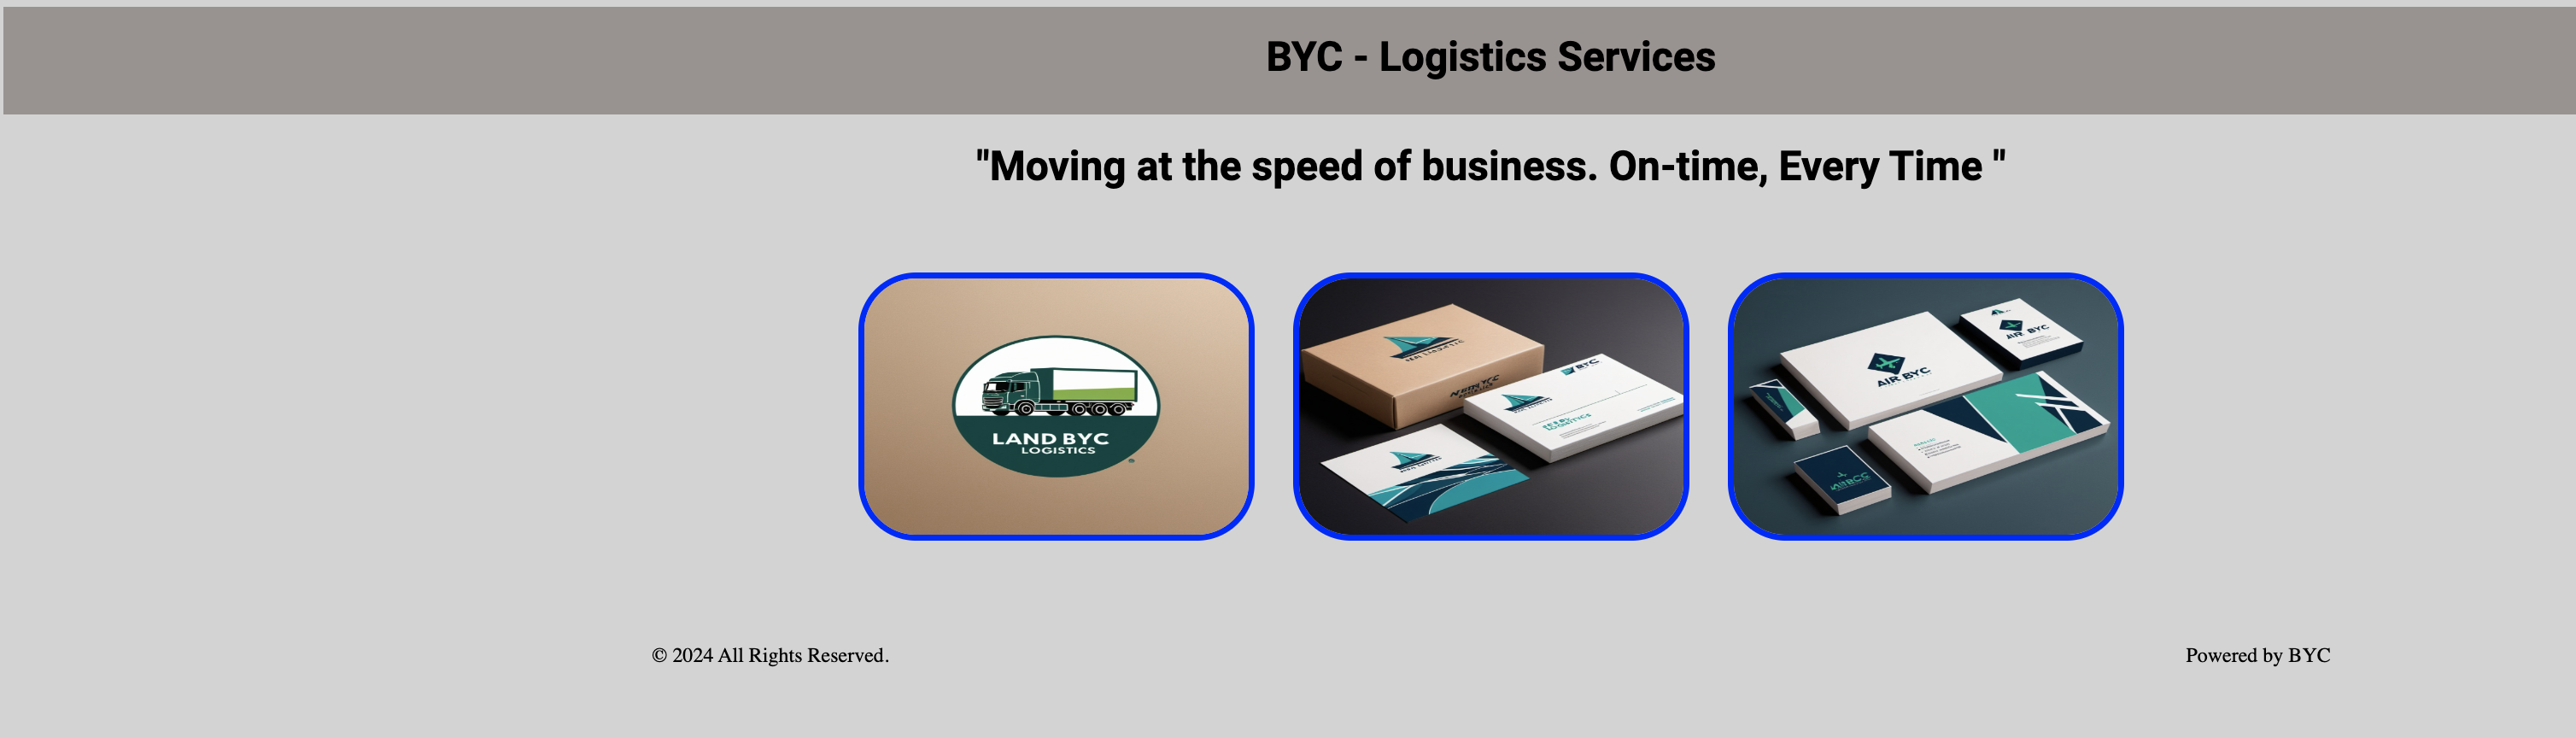 BYC - Logistics Services
"Moving at the speed of business. On-time, Every Time "
LAND BYC
LOGISTICS
BYC
AIR BYC
AIR BYC
© 2024 All Rights Reserved.
Powered by BYC